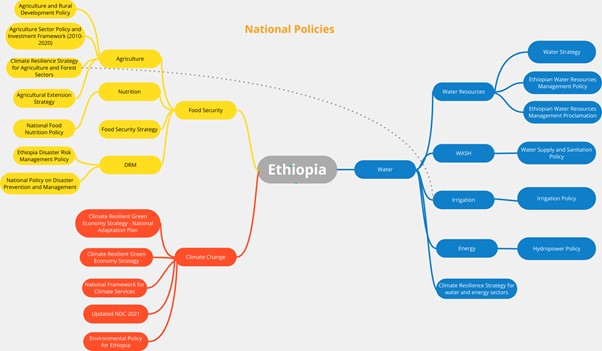 National Policies
Agriculture and Rural
Development Policy
Agriculture Sector Policy and
Investment Framework (2010-
2020)
Climate Resilience Strategy
for Agriculture and Forest
Sectors
Agricultural Extension
Strategy
National Food
Nutrition Policy
Ethiopia Disaster Risk
Management Policy
National Policy on Disaster
Prevention and Management
Agriculture
Nutrition
Food Security Strategy
DRM
Food Security
Climate Resilient Green
Economy Strategy - National
Adaptation Plan
Climate Resilient Green
Economy Strategy
National Framework for
Climate Services
Updated NDC 2021
Environmental Policy
for Ethiopia
Climate Change
Ethiopia
Water
Water Resources
WASH
Irrigation
Energy
Climate Resilience Strategy for
water and energy sectors
Water Strategy
Ethiopian Water Resources
Management Policy
Ethiopian Water Resources
Management Proclamation
Water Supply and Sanitation
Policy
Irrigation Policy
Hydropower Policy